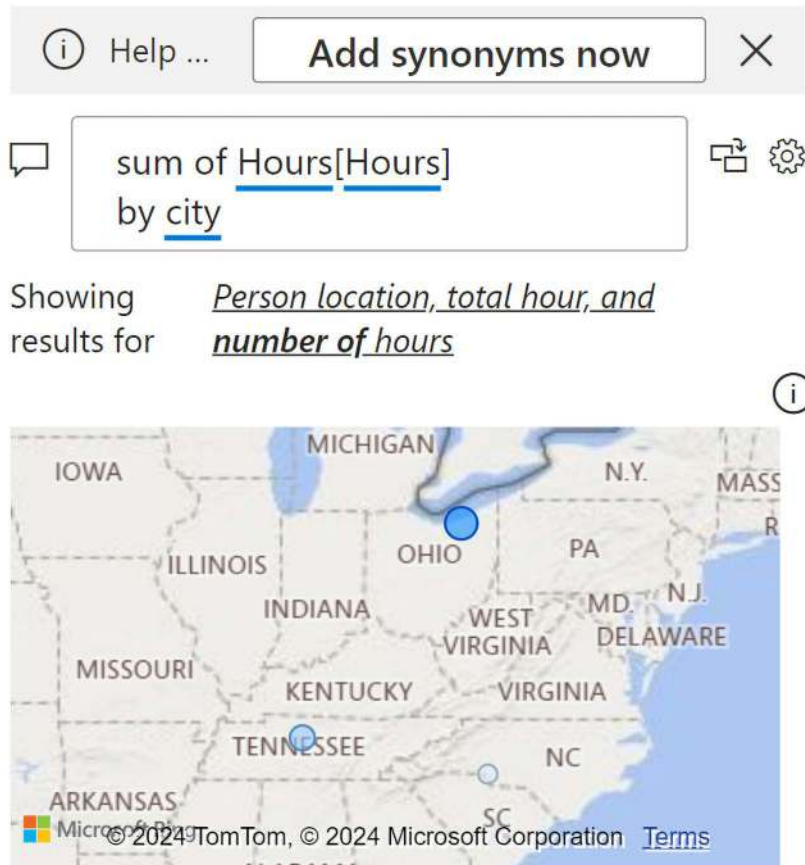 Help ...
Add synonyms now
sum of Hours[Hours]
by city
Showing results for
Person location, total hour, and
number of hours
MICHIGAN
IOWA
N.Y.
MASS
OHIO
PA
ILLINOIS
INDIANA
N.J.
MD.
WEST
VIRGINIA
DELAWARE
MISSOURI
KENTUCKY
VIRGINIA
TENNESSEE
NC
ARKANSAS
SC
Microsoft Bing
© 2024 TomTom, © 2024 Microsoft Corporation Terms